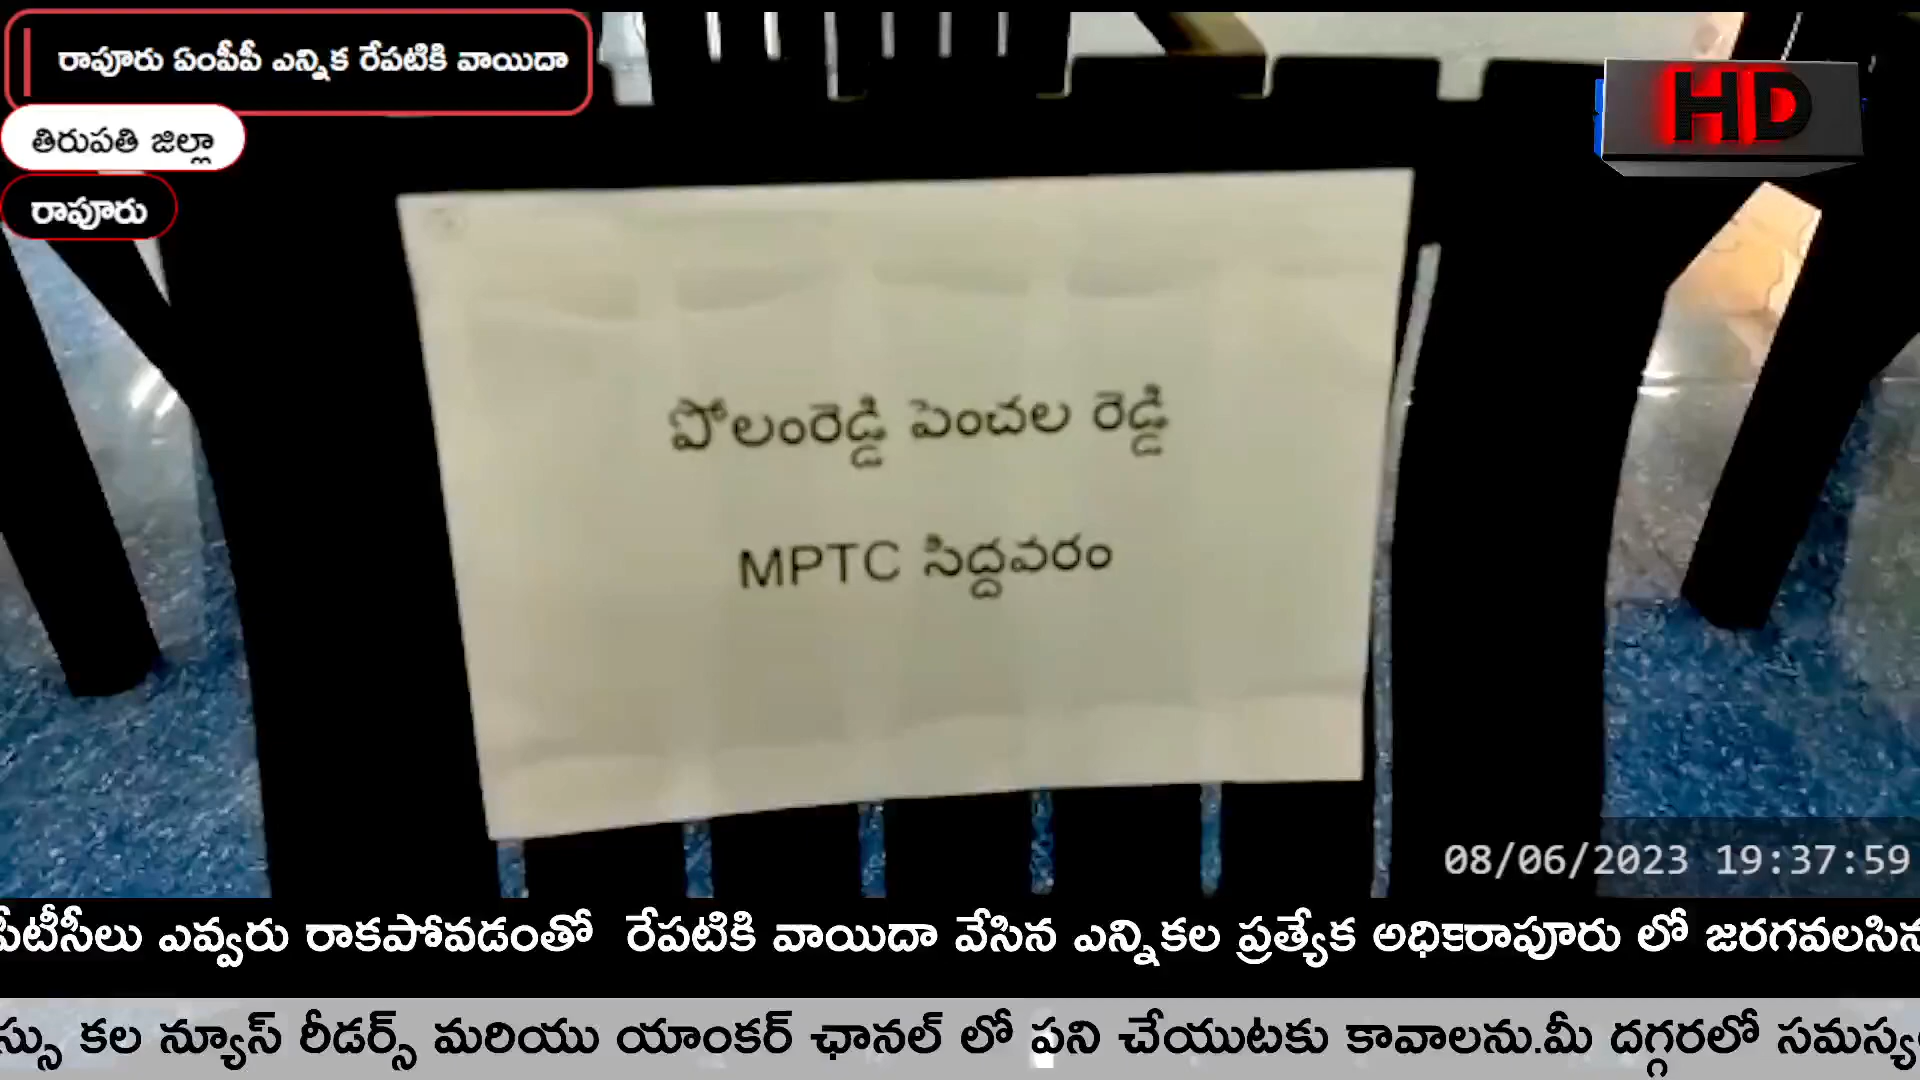 రాపూరు ఏంపీపీ ఎన్నిక రేపటికి వాయిదా
HD
తిరుపతి జిల్లా
రాపూరు
పోలంరెడ్డి పెంచల రెడ్డి
MPTC సిద్దవరం
08/06/2023 19:37:59
పీటీసీలు ఎవ్వరు రాకపోవడంతో రేపటికి వాయిదా వేసిన ఎన్నికల ప్రత్యేక అధిక రాపూరు లో జరగవలసిన
స్సు కల న్యూస్ రీడర్స్ మరియు యాంకర్ ఛానల్ లో పని చేయుటకు కావాలను.మీ దగ్గరలో సమస్య